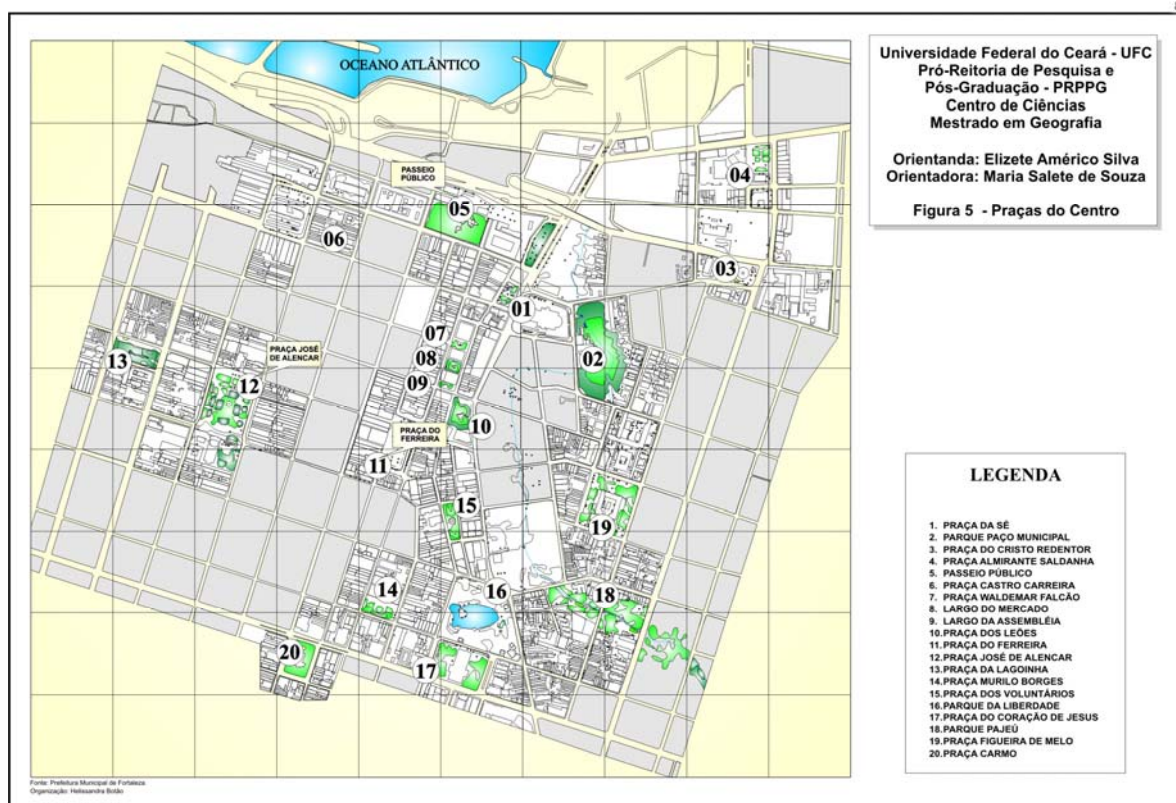 OCEANO ATLÂNTICO
Universidade Federal do Ceará - UFC
Pró-Reitoria de Pesquisa e
Pós-Graduação - PRPPG
Centro de Ciências
Mestrado em Geografia
Orientanda: Elizete Américo Silva
Orientadora: Maria Salete de Souza
Figura 5 - Praças do Centro
PASSEIO
PÚBLICO
04
05
06
03
01
07
02
08
PRAÇA JOSÉ
DE ALENCAR
13
12
09
10
PRAÇA DO
FERREIRA
11
15
19
14
16
18
20
17
LEGENDA
1. PRAÇA DA SÉ
2. PARQUE PAÇO MUNICIPAL
3. PRAÇA DO CRISTO REDENTOR
4. PRAÇA ALMIRANTE SALDANHA
5. PASSEIO PÚBLICO
6. PRAÇA CASTRO CARREIRA
7. PRAÇA WALDEMAR FALCÃO
8. LARGO DO MERCADO
9. LARGO DA ASSEMBLÉIA
10.PRAÇA DOS LEÕES
11.PRAÇA DO FERREIRA
12.PRAÇA JOSÉ DE ALENCAR
13.PRAÇA DA LAGOINHA
14.PRAÇA MURILO BORGES
15.PRAÇA DOS VOLUNTÁRIOS
16.PARQUE DA LIBERDADE
17.PRAÇA DO CORAÇÃO DE JESUS
18.PARQUE PAJEÚ
19.PRAÇA FIGUEIRA DE MELO
20.PRAÇA CARMO
Fonte: Prefeitura Municipal de Fortaleza
Organização: Helissandra Botão